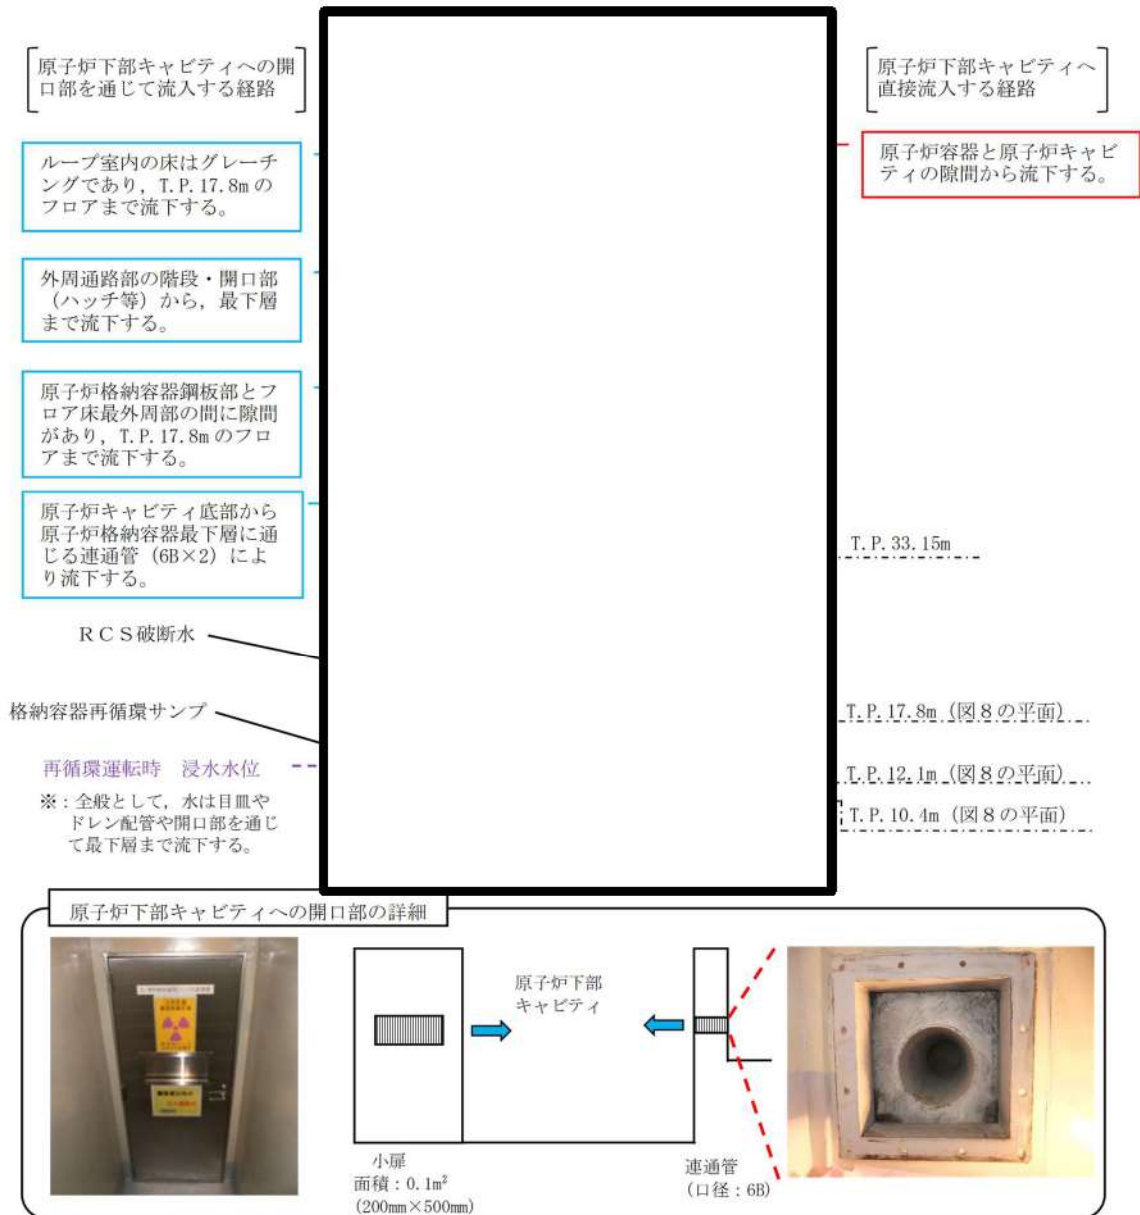 原子炉下部キャビティへの開
口部を通じて流入する経路
原子炉下部キャビティへ
直接流入する経路
ループ室内の床はグレーチ
ングであり，T.P.17.8mの
フロアまで流下する。
原子炉容器と原子炉キャビ
ティの隙間から流下する。
外周通路部の階段・開口部
（ハッチ等）から，最下層
まで流下する。
原子炉格納容器鋼板部とフ
ロア床最外周部の間に隙間
があり，T.P.17.8mのフロ
アまで流下する。
原子炉キャビティ底部から
原子炉格納容器最下層に通
じる連通管（6B×2）によ
り流下する。
T.P.33.15m
ＲＣＳ破断水
格納容器再循環サンプ
T.P.17.8m（図８の平面）
再循環運転時　浸水水位
T.P.12.1m（図８の平面）
※：全般として，水は目皿や
ドレン配管や開口部を通じ
て最下層まで流下する。
T.P.10.4m（図８の平面）
原子炉下部キャビティへの開口部の詳細
原子炉下部
キャビティ
小扉
面積：0.1m²
(200mm×500mm)
連通管
(口径：6B)